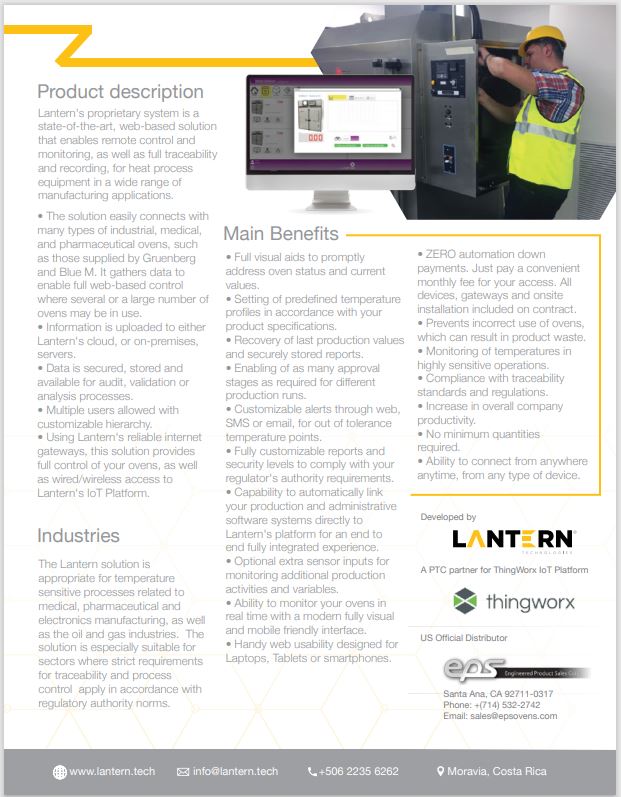 Product description
Lantern's proprietary system is a
state-of-the-art, web-based solution
that enables remote control and
monitoring, as well as full traceability
and recording, for heat process
equipment in a wide range of
manufacturing applications.
• The solution easily connects with
many types of industrial, medical,
and pharmaceutical ovens, such
as those supplied by Gruenberg
and Blue M. It gathers data to
enable full web-based control
where several or a large number of
ovens may be in use.
• Information is uploaded to either
Lantern's cloud, or on-premises,
servers.
• Data is secured, stored and
available for audit, validation or
analysis processes.
• Multiple users allowed with
customizable hierarchy.
• Using Lantern's reliable internet
gateways, this solution provides
full control of your ovens, as well
as wired/wireless access to
Lantern's IoT Platform.
Industries
The Lantern solution is
appropriate for temperature
sensitive processes related to
medical, pharmaceutical and
electronics manufacturing, as well
as the oil and gas industries. The
solution is especially suitable for
sectors where strict requirements
for traceability and process
control apply in accordance with
regulatory authority norms.
0.00
Main Benefits
• Full visual aids to promptly
address oven status and current
values.
• Setting of predefined temperature
profiles in accordance with your
product specifications.
• Recovery of last production values
and securely stored reports.
• Enabling of as many approval
stages as required for different
production runs.
• Customizable alerts through web,
SMS or email, for out of tolerance
temperature points.
• Fully customizable reports and
security levels to comply with your
regulator's authority requirements.
• Capability to automatically link
your production and administrative
software systems directly to
Lantern's platform for an end to
end fully integrated experience.
• Optional extra sensor inputs for
monitoring additional production
activities and variables.
• Ability to monitor your ovens in
real time with a modern fully visual
and mobile friendly interface.
• Handy web usability designed for
Laptops, Tablets or smartphones.
• ZERO automation down
payments. Just pay a convenient
monthly fee for your access. All
devices, gateways and onsite
installation included on contract.
• Prevents incorrect use of ovens,
which can result in product waste.
• Monitoring of temperatures in
highly sensitive operations.
• Compliance with traceability
standards and regulations.
• Increase in overall company
productivity.
• No minimum quantities
required.
• Ability to connect from anywhere
anytime, from any type of device.
Developed by
LANTERN
TECHNOLOGIES
A PTC partner for ThingWorx IoT Platform
thingworx
US Official Distributor
eps Engineered Product Sales
Santa Ana, CA 92711-0317
Phone: +(714) 532-2742
Email: sales@epsovens.com
www.lantern.tech info@lantern.tech +506 2235 6262 Moravia, Costa Rica